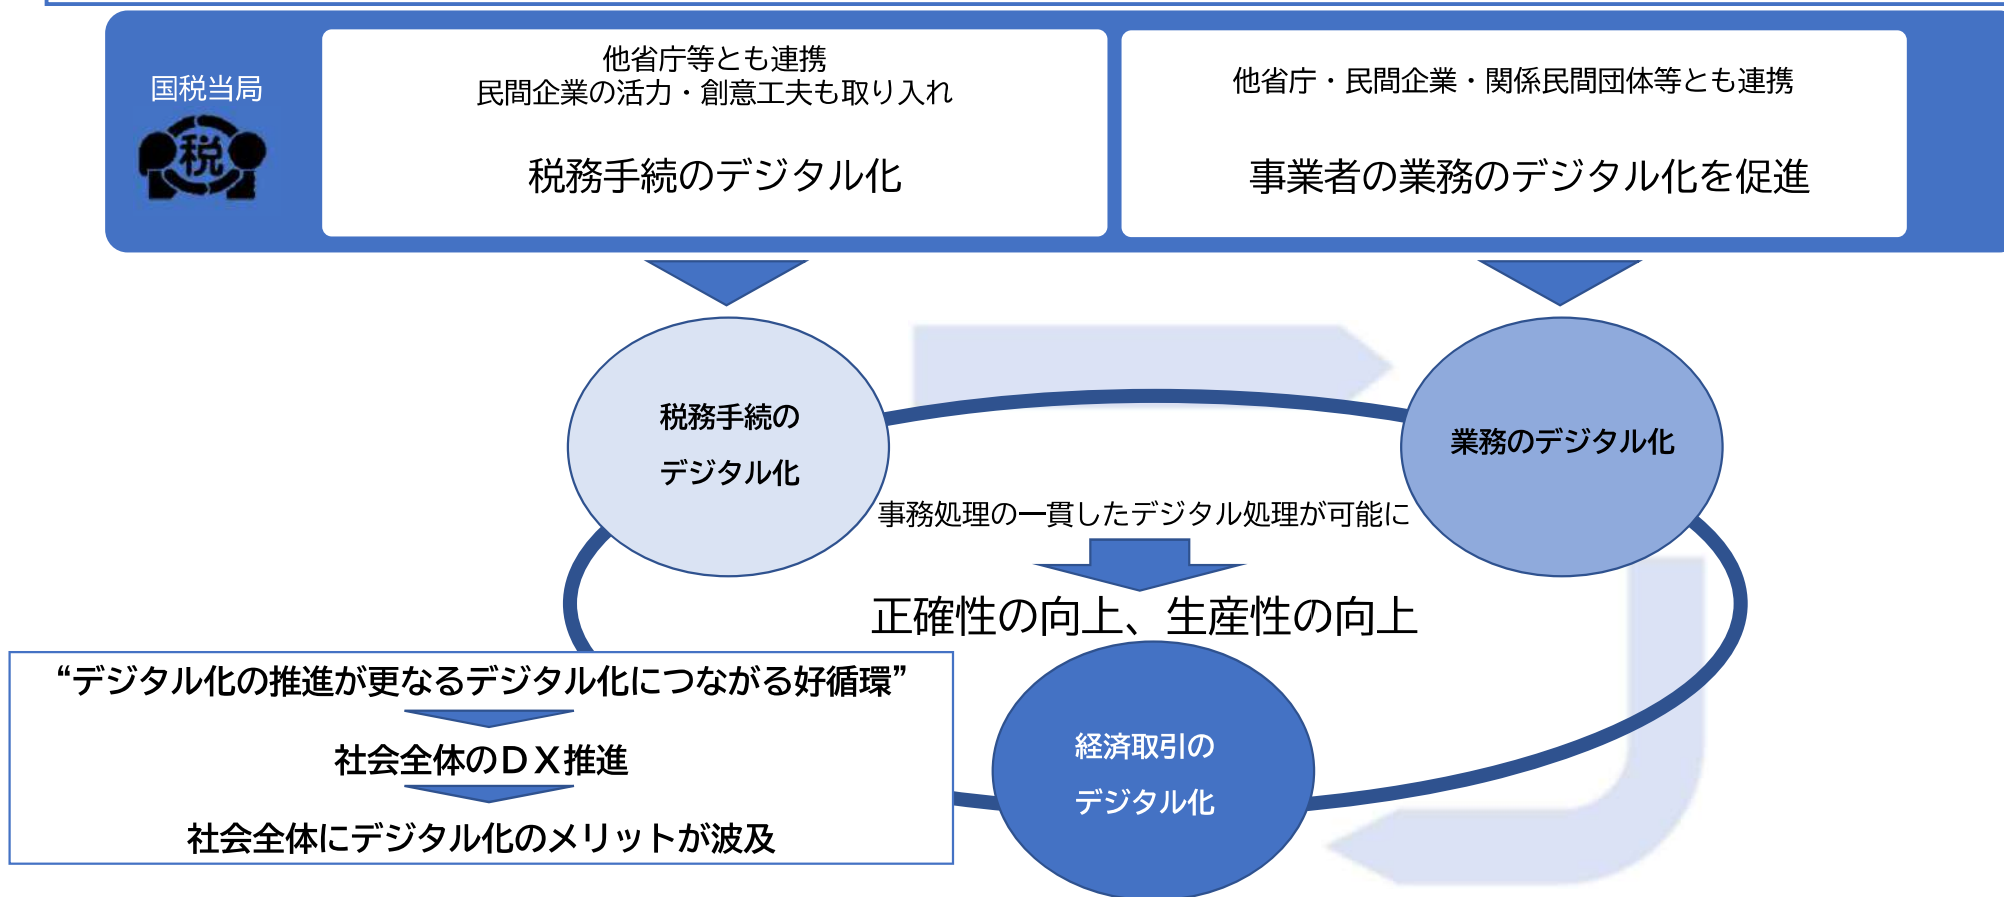 国税当局
税
他省庁等とも連携
民間企業の活力・創意工夫も取り入れ
税務手続のデジタル化
他省庁・民間企業・関係民間団体等とも連携
事業者の業務のデジタル化を促進
税務手続の
デジタル化
業務のデジタル化
事務処理の一貫したデジタル処理が可能に
正確性の向上、生産性の向上
“デジタル化の推進が更なるデジタル化につながる好循環”
社会全体のＤＸ推進
社会全体にデジタル化のメリットが波及
経済取引の
デジタル化